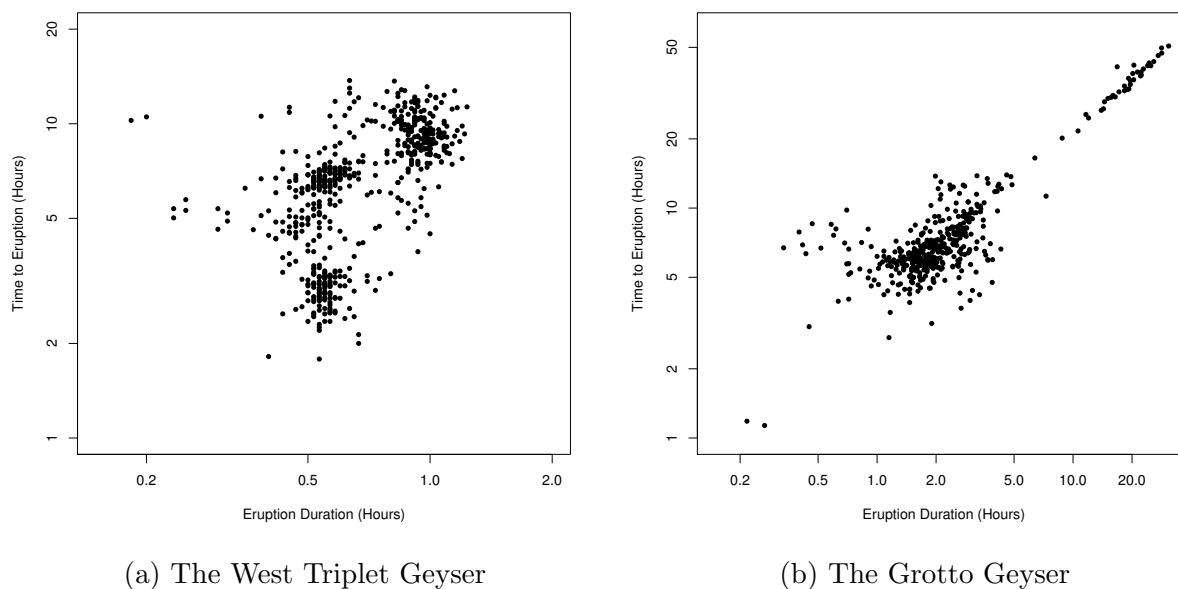 20
10
5
2
1
Time to Eruption (Hours)
0.2 0.5 1.0 2.0
Eruption Duration (Hours)
(a) The West Triplet Geyser
50
20
10
5
2
1
Time to Eruption (Hours)
0.2 0.5 1.0 2.0 5.0 10.0 20.0
Eruption Duration (Hours)
(b) The Grotto Geyser